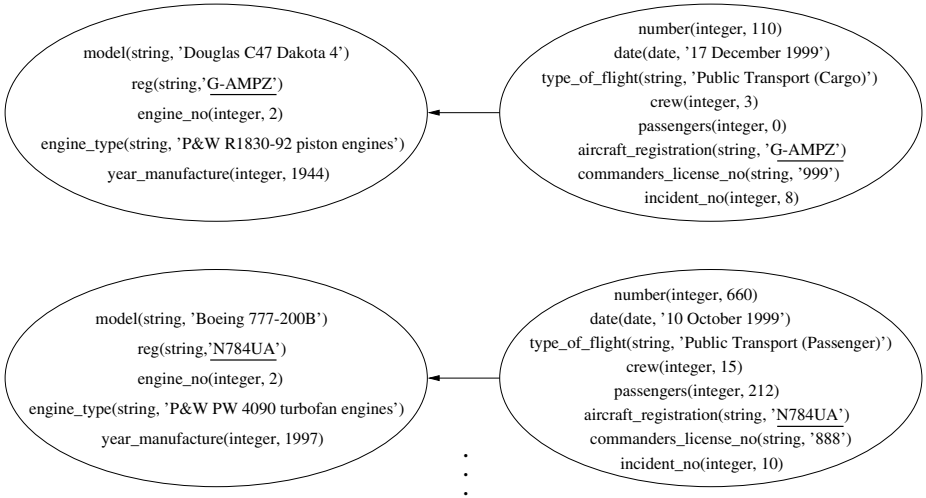 model(string, 'Douglas C47 Dakota 4')
reg(string,'G-AMPZ')
engine_no(integer, 2)
engine_type(string, 'P&W R1830-92 piston engines')
year_manufacture(integer, 1944)
number(integer, 110)
date(date, '17 December 1999')
type_of_flight(string, 'Public Transport (Cargo)')
crew(integer, 3)
passengers(integer, 0)
aircraft_registration(string, 'G-AMPZ')
commanders_license_no(string, '999')
incident_no(integer, 8)
model(string, 'Boeing 777-200B')
reg(string,'N784UA')
engine_no(integer, 2)
engine_type(string, 'P&W PW 4090 turbofan engines')
year_manufacture(integer, 1997)
number(integer, 660)
date(date, '10 October 1999')
type_of_flight(string, 'Public Transport (Passenger)')
crew(integer, 15)
passengers(integer, 212)
aircraft_registration(string, 'N784UA')
commanders_license_no(string, '888')
incident_no(integer, 10)